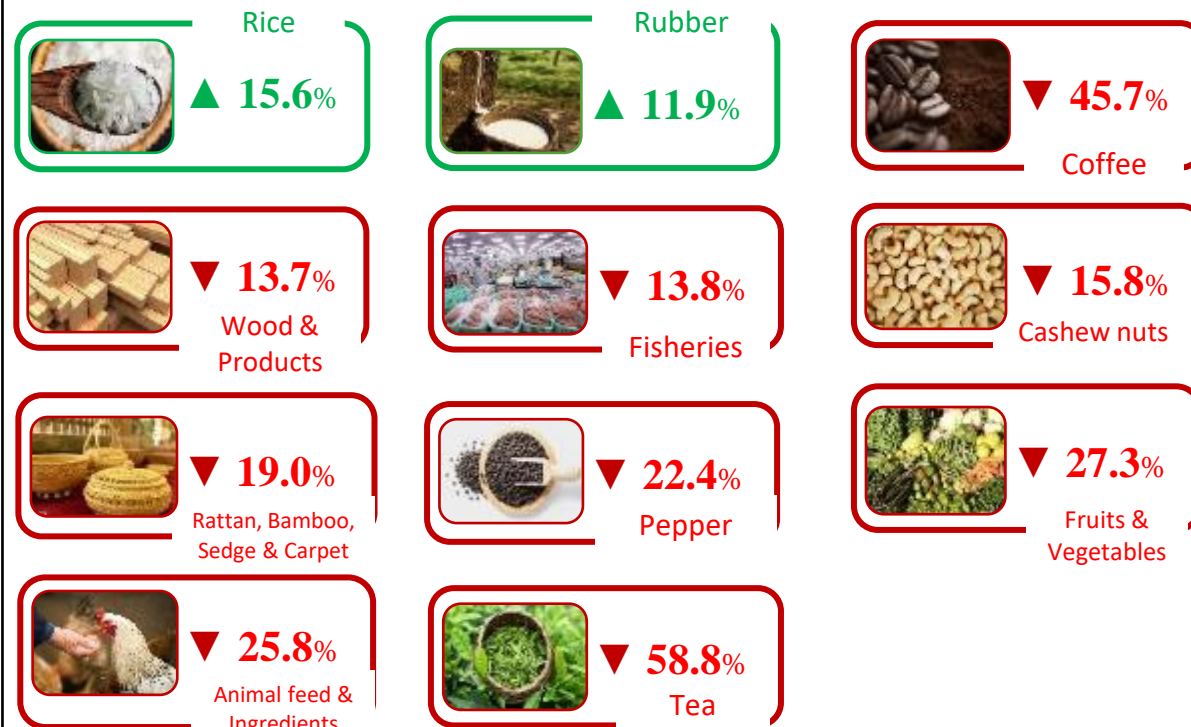 Rice
▲ 15.6%
Rubber
▲ 11.9%
▼ 45.7%
Coffee
▼ 13.7%
Wood &
Products
▼ 13.8%
Fisheries
▼ 15.8%
Cashew nuts
▼ 19.0%
Rattan, Bamboo,
Sedge & Carpet
▼ 22.4%
Pepper
▼ 27.3%
Fruits &
Vegetables
▼ 25.8%
Animal feed &
Ingredients
▼ 58.8%
Tea